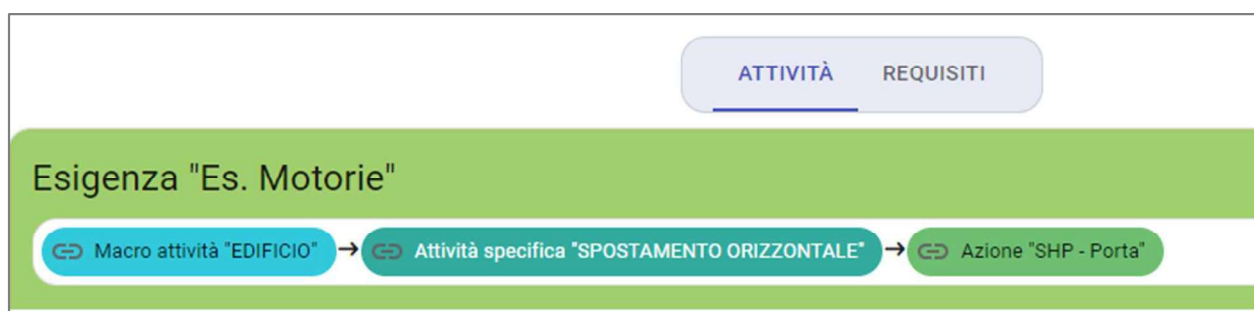 ATTIVITÀ REQUISITI
Esigenza "Es. Motorie"
Macro attività "EDIFICIO" → Attività specifica "SPOSTAMENTO ORIZZONTALE" → Azione "SHP - Porta"